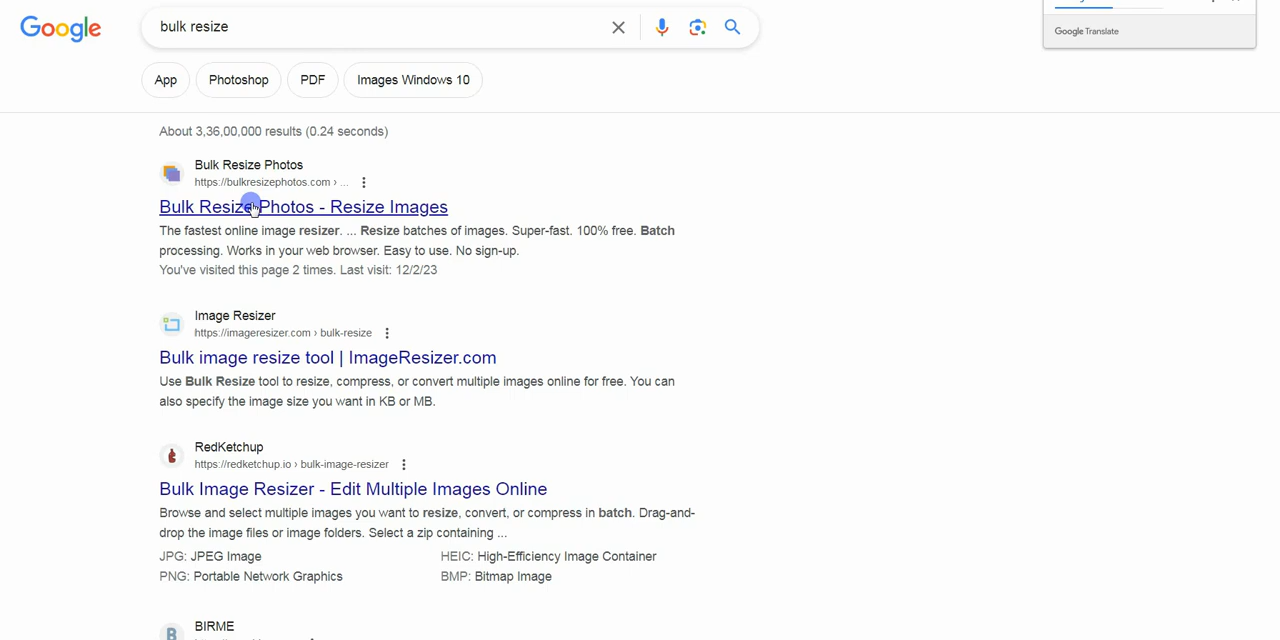 Google
bulk resize
Google Translate
App
Photoshop
PDF
Images Windows 10
About 3,36,00,000 results (0.24 seconds)
Bulk Resize Photos
https://bulkresizephotos.com › ...
Bulk Resize Photos - Resize Images
The fastest online image resizer. ... Resize batches of images. Super-fast. 100% free. Batch
processing. Works in your web browser. Easy to use. No sign-up.
You've visited this page 2 times. Last visit: 12/2/23
Image Resizer
https://imageresizer.com › bulk-resize
Bulk image resize tool | ImageResizer.com
Use Bulk Resize tool to resize, compress, or convert multiple images online for free. You can
also specify the image size you want in KB or MB.
RedKetchup
https://redketchup.io › bulk-image-resizer
Bulk Image Resizer - Edit Multiple Images Online
Browse and select multiple images you want to resize, convert, or compress in batch. Drag-and-
drop the image files or image folders. Select a zip containing ...
JPG: JPEG Image
HEIC: High-Efficiency Image Container
PNG: Portable Network Graphics
BMP: Bitmap Image
BIRME